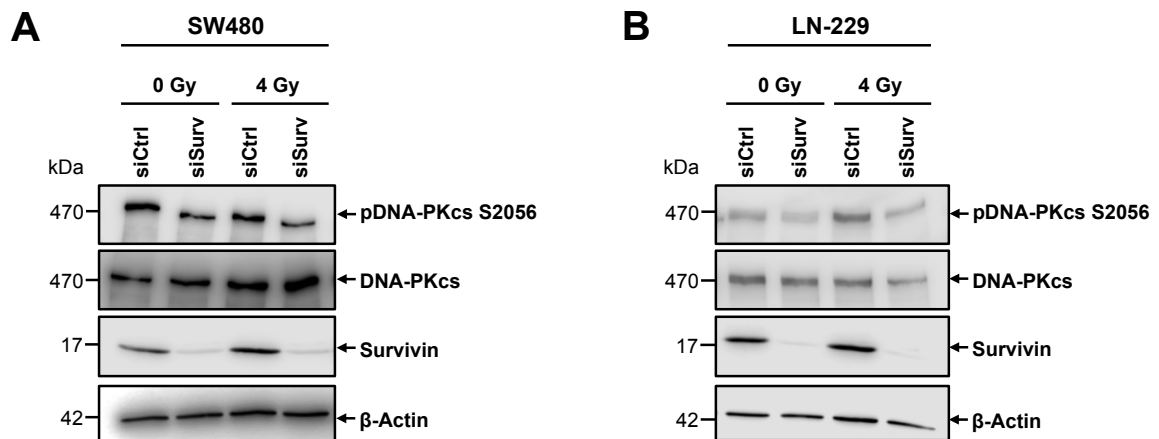 A
SW480
0 Gy 4 Gy
siCtrl siSurv siCtrl siSurv
kDa
470 pDNA-PKcs S2056
470 DNA-PKcs
17 Survivin
42 β-Actin
B
LN-229
0 Gy 4 Gy
siCtrl siSurv siCtrl siSurv
kDa
470 pDNA-PKcs S2056
470 DNA-PKcs
17 Survivin
42 β-Actin